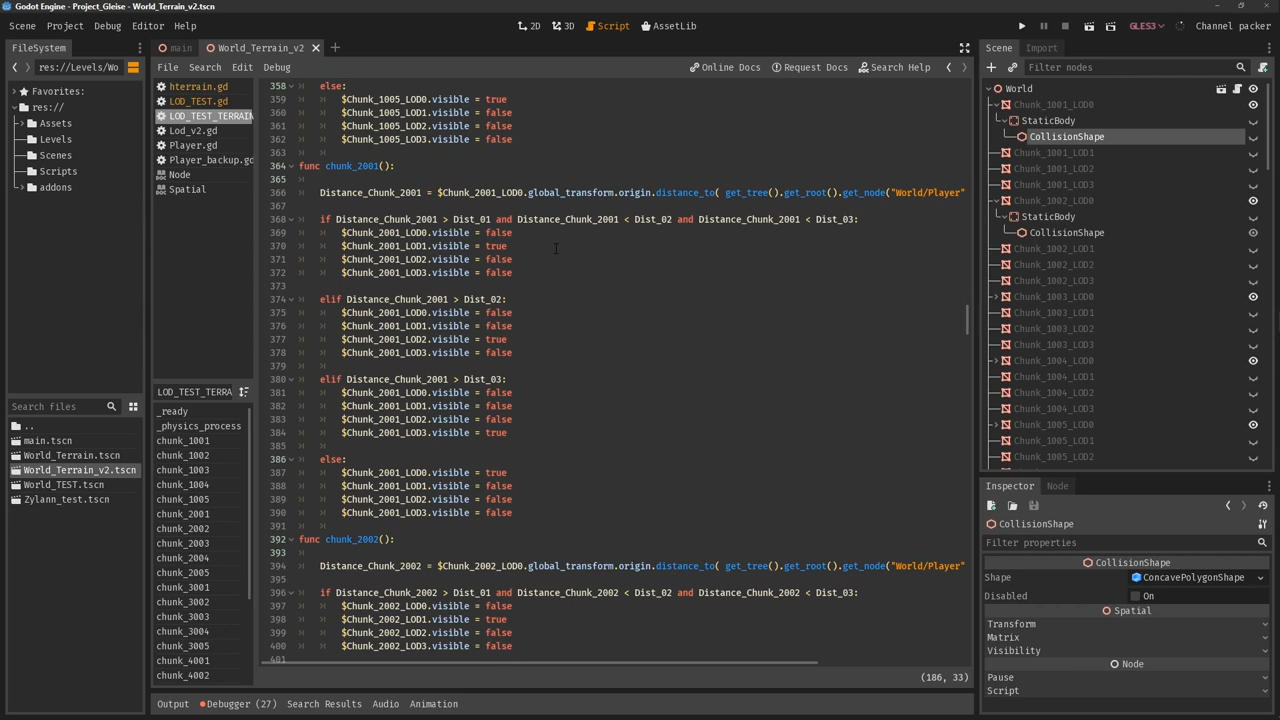 Godot Engine - Project_Gleise - World_Terrain_v2.tscn
Scene Project Debug Editor Help
2D 3D Script AssetLib
GLES3 Channel packer
FileSystem
res://Levels/Wo
Favorites:
res://
Assets
Levels
Scenes
Scripts
addons
Search files
..
main.tscn
World_Terrain.tscn
World_Terrain_v2.tscn
World_TEST.tscn
Zylann_test.tscn
main World_Terrain_v2
File Search Edit Debug
Online Docs Request Docs Search Help
hterrain.gd
LOD_TEST.gd
LOD_TEST_TERRAIN
Lod_v2.gd
Player.gd
Player_backup.gd
Node
Spatial
LOD_TEST_TERRA
_ready
_physics_process
chunk_1001
chunk_1002
chunk_1003
chunk_1004
chunk_1005
chunk_2001
chunk_2002
chunk_2003
chunk_2004
chunk_2005
chunk_3001
chunk_3002
chunk_3003
chunk_3004
chunk_3005
chunk_4001
chunk_4002
358 else:
359 $Chunk_1005_LOD0.visible = true
360 $Chunk_1005_LOD1.visible = false
361 $Chunk_1005_LOD2.visible = false
362 $Chunk_1005_LOD3.visible = false
363
364 func chunk_2001():
365
366 Distance_Chunk_2001 = $Chunk_2001_LOD0.global_transform.origin.distance_to( get_tree().get_root().get_node("World/Player"
367
368 if Distance_Chunk_2001 > Dist_01 and Distance_Chunk_2001 < Dist_02 and Distance_Chunk_2001 < Dist_03:
369 $Chunk_2001_LOD0.visible = false
370 $Chunk_2001_LOD1.visible = true
371 $Chunk_2001_LOD2.visible = false
372 $Chunk_2001_LOD3.visible = false
373
374 elif Distance_Chunk_2001 > Dist_02:
375 $Chunk_2001_LOD0.visible = false
376 $Chunk_2001_LOD1.visible = false
377 $Chunk_2001_LOD2.visible = true
378 $Chunk_2001_LOD3.visible = false
379
380 elif Distance_Chunk_2001 > Dist_03:
381 $Chunk_2001_LOD0.visible = false
382 $Chunk_2001_LOD1.visible = false
383 $Chunk_2001_LOD2.visible = false
384 $Chunk_2001_LOD3.visible = true
385
386 else:
387 $Chunk_2001_LOD0.visible = true
388 $Chunk_2001_LOD1.visible = false
389 $Chunk_2001_LOD2.visible = false
390 $Chunk_2001_LOD3.visible = false
391
392 func chunk_2002():
393
394 Distance_Chunk_2002 = $Chunk_2002_LOD0.global_transform.origin.distance_to( get_tree().get_root().get_node("World/Player"
395
396 if Distance_Chunk_2002 > Dist_01 and Distance_Chunk_2002 < Dist_02 and Distance_Chunk_2002 < Dist_03:
397 $Chunk_2002_LOD0.visible = false
398 $Chunk_2002_LOD1.visible = true
399 $Chunk_2002_LOD2.visible = false
400 $Chunk_2002_LOD3.visible = false
401
(186, 33)
Output Debugger (27) Search Results Audio Animation
Scene Import
Filter nodes
World
Chunk_1001_LOD0
StaticBody
CollisionShape
Chunk_1001_LOD1
Chunk_1001_LOD2
Chunk_1001_LOD3
Chunk_1002_LOD0
StaticBody
CollisionShape
Chunk_1002_LOD1
Chunk_1002_LOD2
Chunk_1002_LOD3
Chunk_1003_LOD0
Chunk_1003_LOD1
Chunk_1003_LOD2
Chunk_1003_LOD3
Chunk_1004_LOD0
Chunk_1004_LOD1
Chunk_1004_LOD2
Chunk_1004_LOD3
Chunk_1005_LOD0
Chunk_1005_LOD1
Chunk_1005_LOD2
Inspector Node
CollisionShape
Filter properties
CollisionShape
Shape ConcavePolygonShape
Disabled On
Spatial
Transform
Matrix
Visibility
Node
Pause
Script